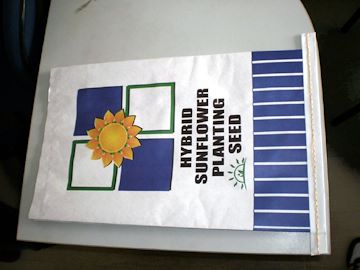 HYBRID
SUNFLOWER
PLANTING
SEED